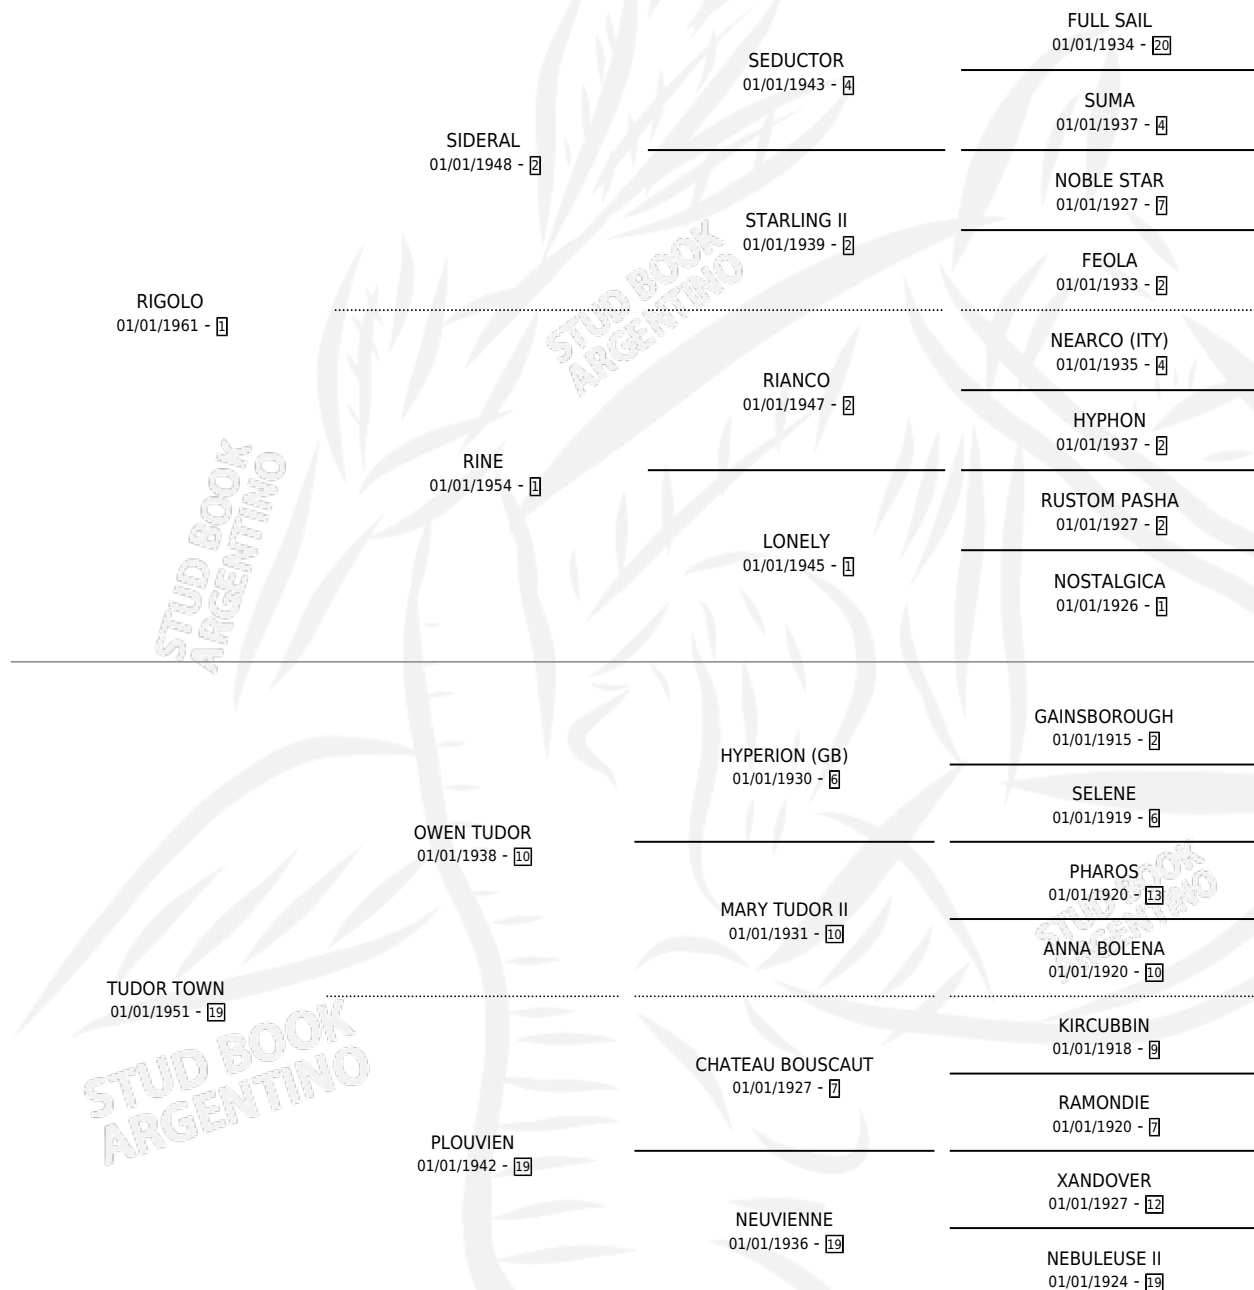 FULL SAIL
01/01/1934 - 20
SEDUCTOR
01/01/1943 - 4
SUMA
01/01/1937 - 4
SIDERAL
01/01/1948 - 2
NOBLE STAR
01/01/1927 - 7
STARLING II
01/01/1939 - 2
FEOLA
01/01/1933 - 2
RIGOLO
01/01/1961 - 1
NEARCO (ITY)
01/01/1935 - 4
RIANCO
01/01/1947 - 2
HYPHON
01/01/1937 - 2
RINE
01/01/1954 - 1
RUSTOM PASHA
01/01/1927 - 2
LONELY
01/01/1945 - 1
NOSTALGICA
01/01/1926 - 1
STUD BOOK
ARGENTINO
STUD BOOK
ARGENTINO
GAINSBOROUGH
01/01/1915 - 2
HYPERION (GB)
01/01/1930 - 6
SELENE
01/01/1919 - 6
OWEN TUDOR
01/01/1938 - 10
PHAROS
01/01/1920 - 13
MARY TUDOR II
01/01/1931 - 10
ANNA BOLENA
01/01/1920 - 10
STUD BOOK
ARGENTINO
TUDOR TOWN
01/01/1951 - 19
KIRCUBBIN
01/01/1918 - 9
CHATEAU BOUSCAUT
01/01/1927 - 7
RAMONDIE
01/01/1920 - 7
PLOUVIEN
01/01/1942 - 19
XANDOVER
01/01/1927 - 12
NEUVIENNE
01/01/1936 - 19
NEBULEUSE II
01/01/1924 - 19
STUD BOOK
ARGENTINO